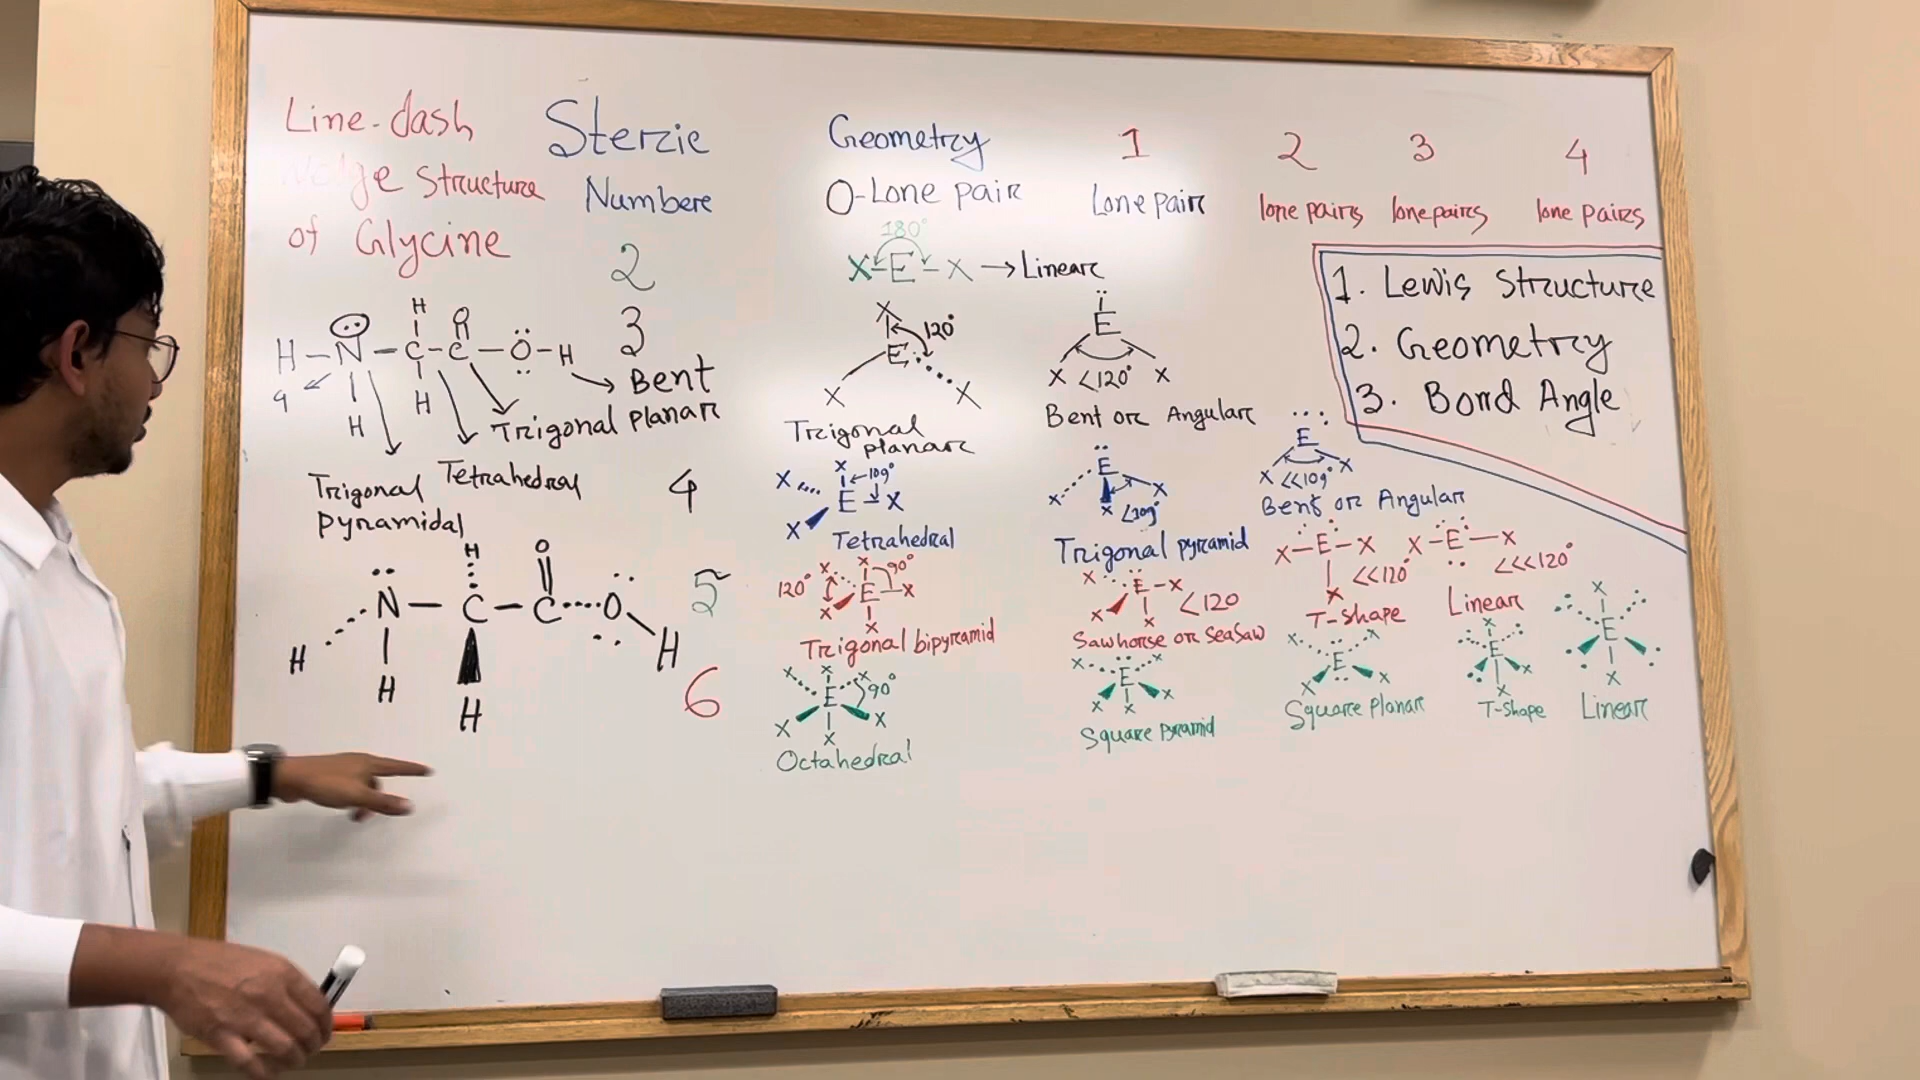 Line-dash
Wedge Structure
of Glycine
Steric
Number
Geometry
0-Lone pair
1
Lone pair
2
lone pairs
3
lone pairs
4
lone pairs
2
180°
X-E-X → Linear
1. Lewis Structure
2. Geometry
3. Bond Angle
H
H-N-C-C-O-H
H H
Bent
Trigonal planar
Tetrahedral
Trigonal
pyramidal
3
X
E 120°
X X
Trigonal
planar
E
X <120° X
Bent or Angular
4
X
X E X 109°
X
Tetrahedral
E
X X
X <109°
Trigonal pyramid
E
X <<109° X
Bent or Angular
H O
N - C - C O
H H H H
5
120° X X 90°
E-X
X X
Trigonal bipyramid
X E-X
X X <120
Sawhorse or SeaSaw
X-E-X
X <<120°
T-shape
X-E-X
<<<120°
Linear
6
X X X
E 90°
X X X
Octahedral
X X
E
X X X
Square pyramid
X X
E
X X
Square planar
X
E
X X
T-shape
X
E
X
Linear